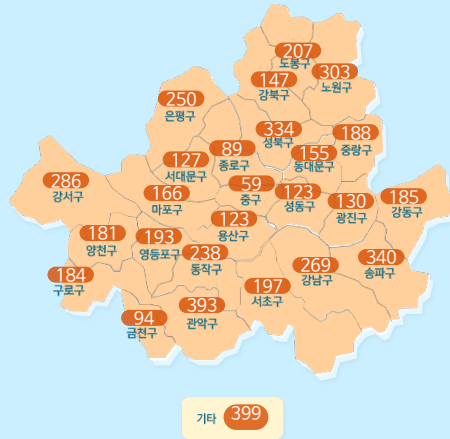 207
도봉구
147
강북구
303
노원구
250
은평구
334
성북구
188
중랑구
89
종로구
155
동대문구
127
서대문구
286
강서구
166
마포구
59
중구
123
성동구
130
광진구
185
강동구
123
용산구
181
양천구
193
영등포구
238
동작구
340
송파구
269
강남구
184
구로구
197
서초구
94
금천구
393
관악구
기타 399